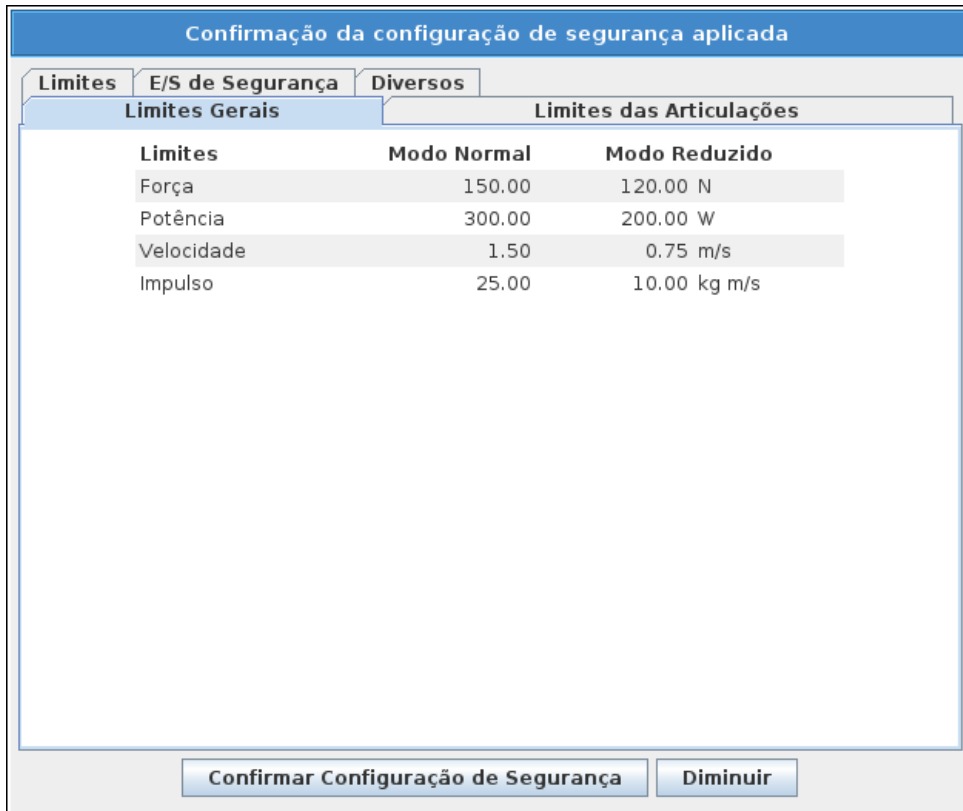 Confirmação da configuração de segurança aplicada
Limites E/S de Segurança Diversos
Limites Gerais Limites das Articulações
Limites Modo Normal Modo Reduzido
Força 150.00 120.00 N
Potência 300.00 200.00 W
Velocidade 1.50 0.75 m/s
Impulso 25.00 10.00 kg m/s
Confirmar Configuração de Segurança Diminuir